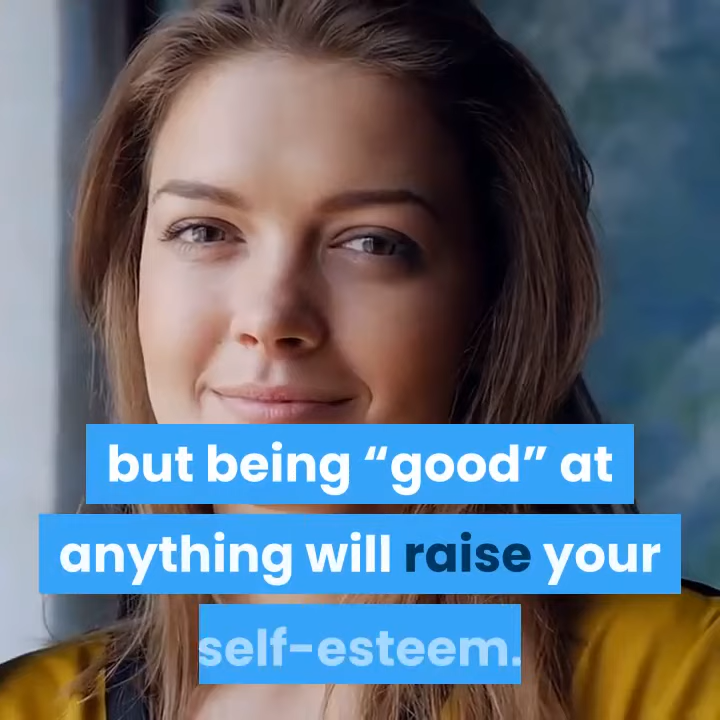 but being “good” at
anything will raise your
self-esteem.